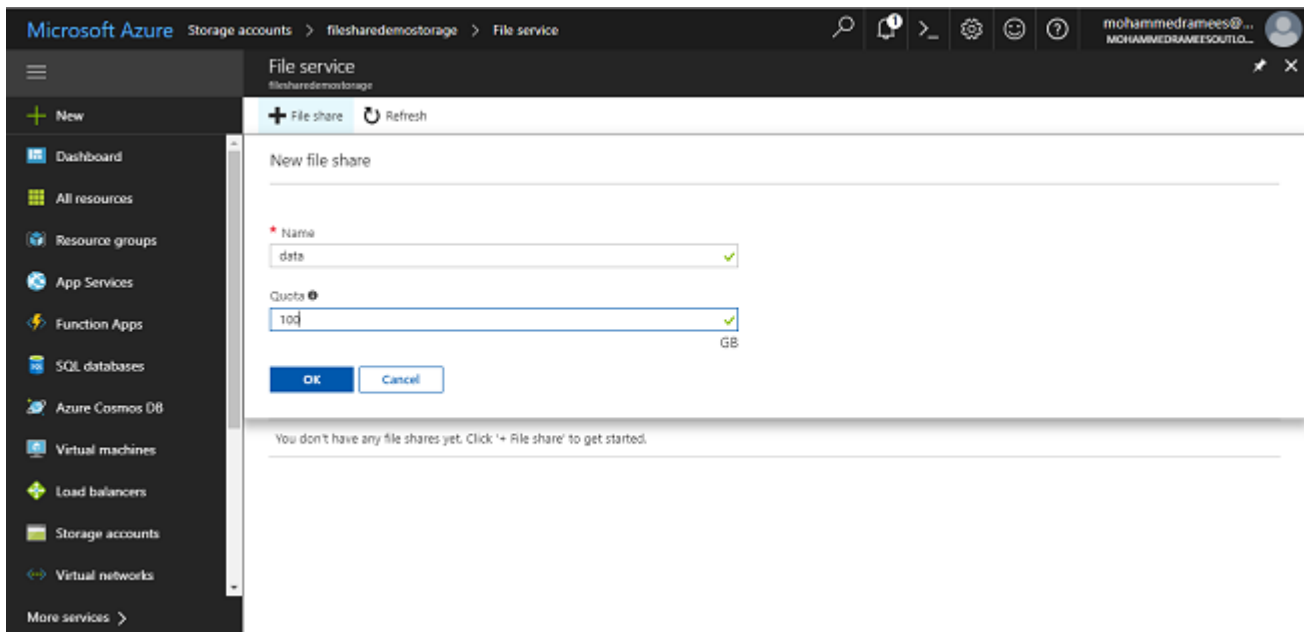 Microsoft Azure Storage accounts > filesharedemostorage > File service
1
mohammedramees@...
MOHAMMEDRAMEESOUTLO...
File service
filesharedemostorage
New
File share Refresh
Dashboard
All resources
Resource groups
App Services
Function Apps
SQL databases
Azure Cosmos DB
Virtual machines
Load balancers
Storage accounts
Virtual networks
More services >
New file share
* Name
data
Quota
100
GB
OK Cancel
You don't have any file shares yet. Click '+ File share' to get started.